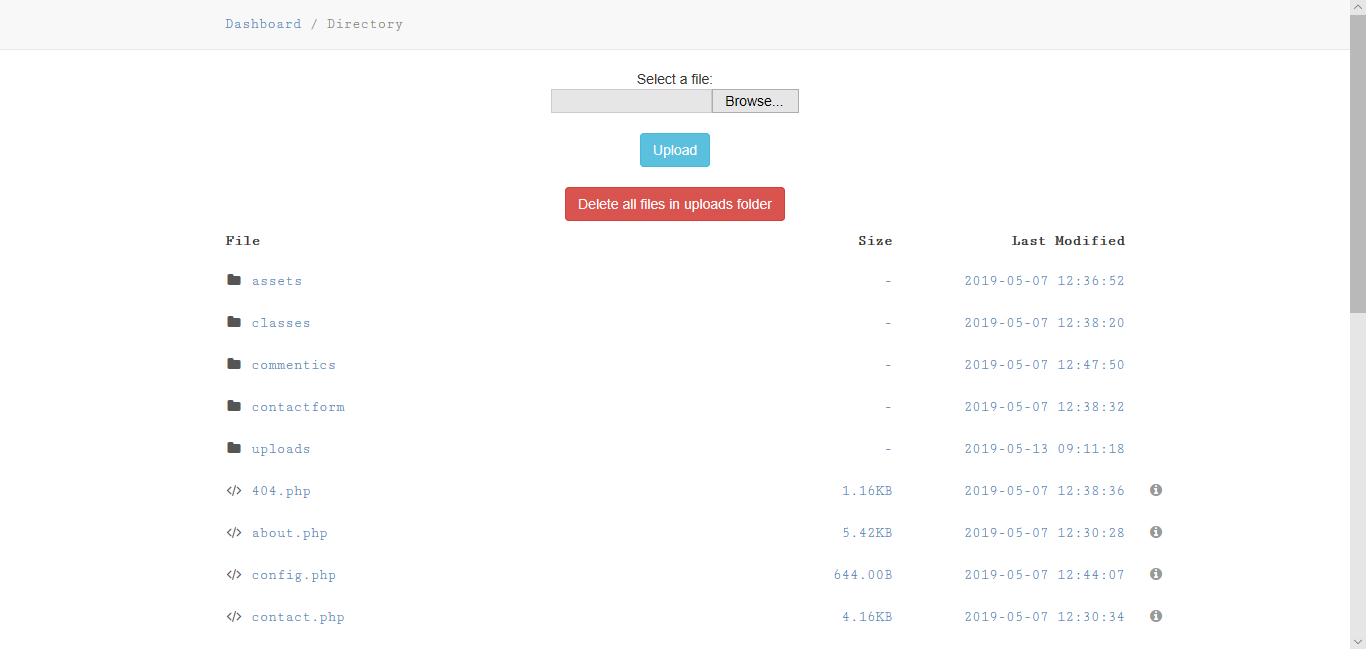 Dashboard / Directory
Select a file:
Browse...
Upload
Delete all files in uploads folder
File Size Last Modified
assets - 2019-05-07 12:36:52
classes - 2019-05-07 12:38:20
commentics - 2019-05-07 12:47:50
contactform - 2019-05-07 12:38:32
uploads - 2019-05-13 09:11:18
404.php 1.16KB 2019-05-07 12:38:36
about.php 5.42KB 2019-05-07 12:30:28
config.php 644.00B 2019-05-07 12:44:07
contact.php 4.16KB 2019-05-07 12:30:34